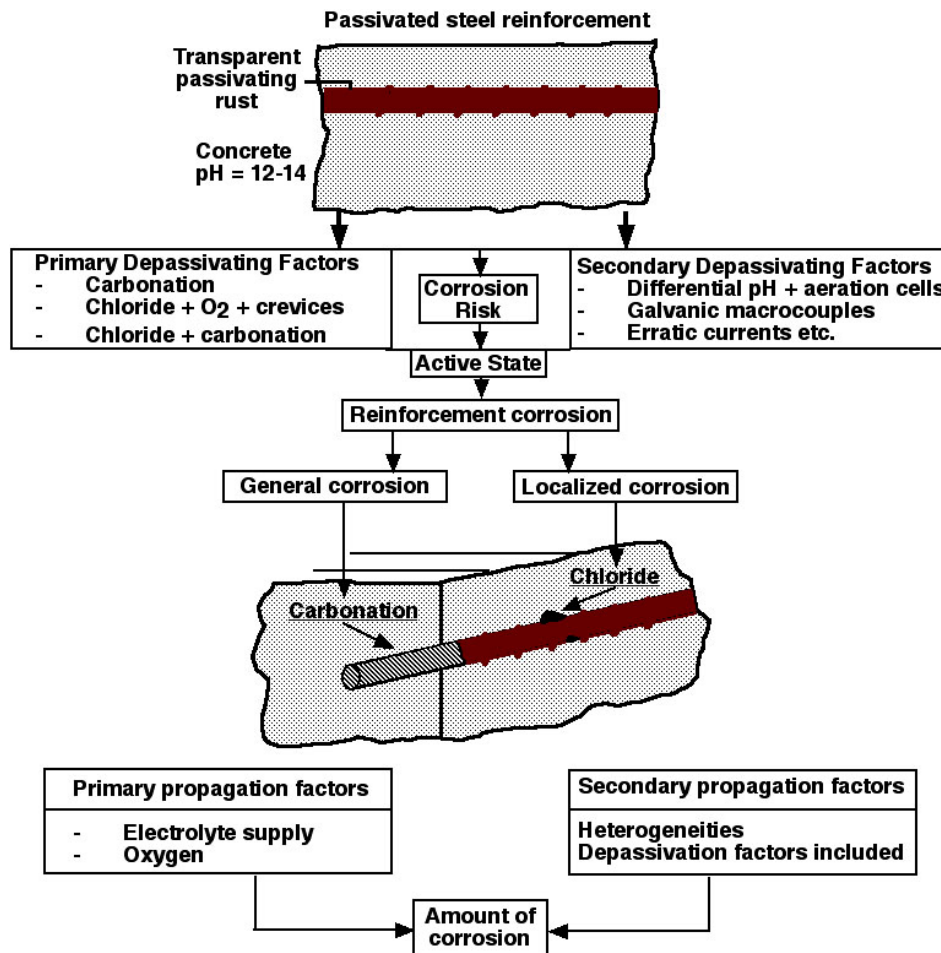 Passivated steel reinforcement
Transparent
passivating
rust
Concrete
pH = 12-14
Primary Depassivating Factors
- Carbonation
- Chloride + O2 + crevices
- Chloride + carbonation
Corrosion
Risk
Secondary Depassivating Factors
- Differential pH + aeration cells
- Galvanic macrocouples
- Erratic currents etc.
Active State
Reinforcement corrosion
General corrosion
Localized corrosion
Chloride
Carbonation
Primary propagation factors
- Electrolyte supply
- Oxygen
Secondary propagation factors
Heterogeneities
Depassivation factors included
Amount of
corrosion